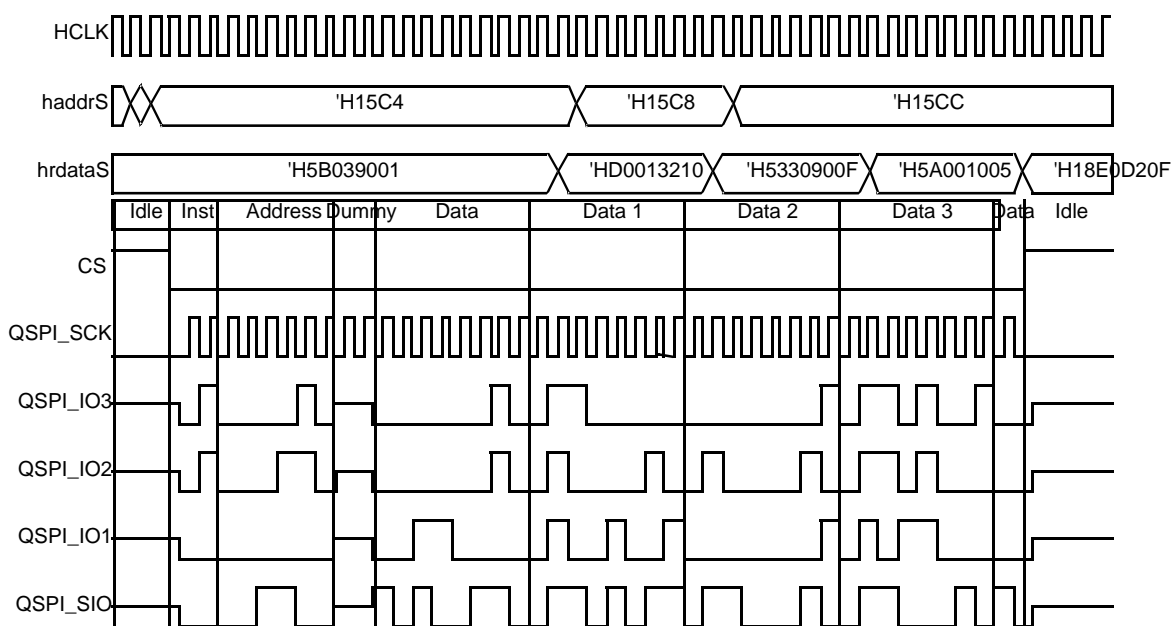 HCLK
haddrS 'H15C4 'H15C8 'H15CC
hrdataS 'H5B039001 'HD0013210 'H5330900F 'H5A001005 'H18E0D20F
Idle Inst Address Dummy Data Data 1 Data 2 Data 3 Data Idle
CS
QSPI_SCK
QSPI_IO3
QSPI_IO2
QSPI_IO1
QSPI_SIO